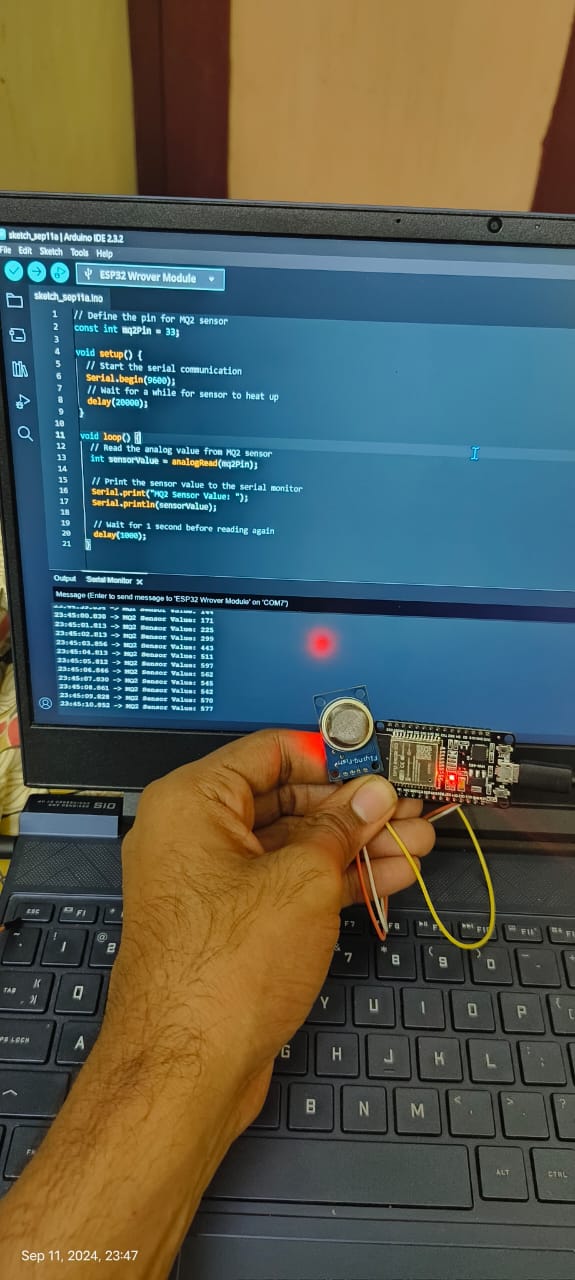 sketch_sep11a | Arduino IDE 2.3.2
File Edit Sketch Tools Help
ESP32 Wrover Module
sketch_sep11a.ino
1 // Define the pin for MQ2 sensor
2 const int mq2Pin = 33;
3
4 void setup() {
5 // Start the serial communication
6 Serial.begin(9600);
7 // Wait for a while for sensor to heat up
8 delay(20000);
9 }
10
11 void loop() {
12 // Read the analog value from MQ2 sensor
13 int sensorValue = analogRead(mq2Pin);
14
15 // Print the sensor value to the serial monitor
16 Serial.print("MQ2 Sensor Value: ");
17 Serial.println(sensorValue);
18
19 // Wait for 1 second before reading again
20 delay(1000);
21 }
Output Serial Monitor
Message (Enter to send message to 'ESP32 Wrover Module' on 'COM7')
23:45:00.830 -> MQ2 Sensor Value: 171
23:45:01.813 -> MQ2 Sensor Value: 225
23:45:02.813 -> MQ2 Sensor Value: 299
23:45:03.856 -> MQ2 Sensor Value: 443
23:45:04.813 -> MQ2 Sensor Value: 511
23:45:05.812 -> MQ2 Sensor Value: 597
23:45:06.846 -> MQ2 Sensor Value: 562
23:45:07.830 -> MQ2 Sensor Value: 545
23:45:08.861 -> MQ2 Sensor Value: 542
23:45:09.828 -> MQ2 Sensor Value: 570
23:45:10.852 -> MQ2 Sensor Value: 577
Flying-Fish
OIS
ESC F1 F7 F8
! 1 @ 2 & 7 * 8 ( 9 ) 0 -
TAB Q Y U I O P
A G H J K L
B N M < , > . ?
ALT CTRL
Sep 11, 2024, 23:47